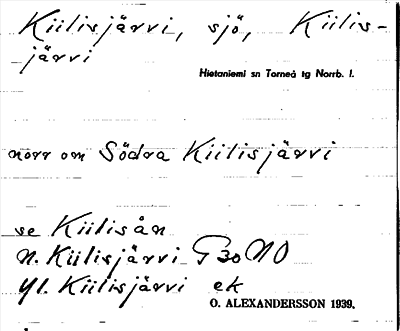 Kiilisjärvi, sjö, Kiilis-
järvi
Hietaniemi sn Torneå tg Norrb. l.
norr om Södra Kiilisjärvi
se Kiilisån
N. Kiilisjärvi G30NO
Yl. Kiilisjärvi ek
O. ALEXANDERSSON 1939.